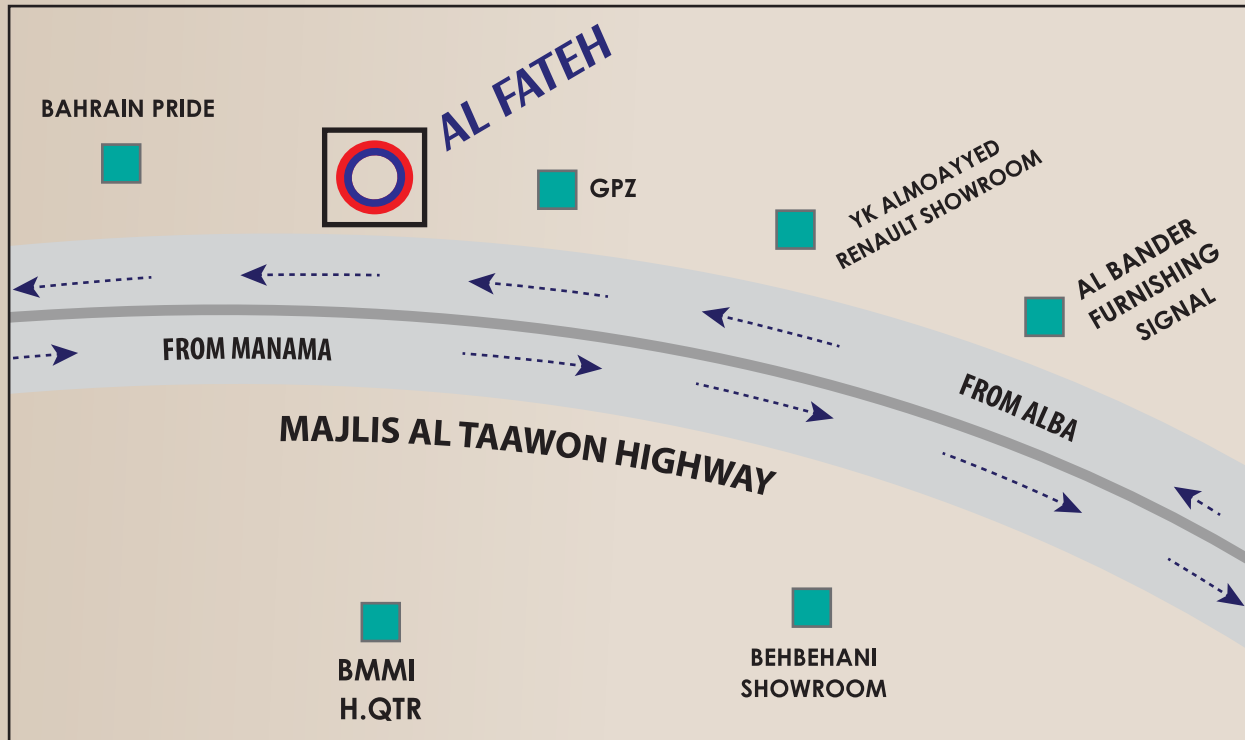 BAHRAIN PRIDE
AL FATEH
GPZ
YK ALMOAYYED
RENAULT SHOWROOM
AL BANDER
FURNISHING
SIGNAL
FROM MANAMA
FROM ALBA
MAJLIS AL TAAWON HIGHWAY
BMMI
H.QTR
BEHBEHANI
SHOWROOM